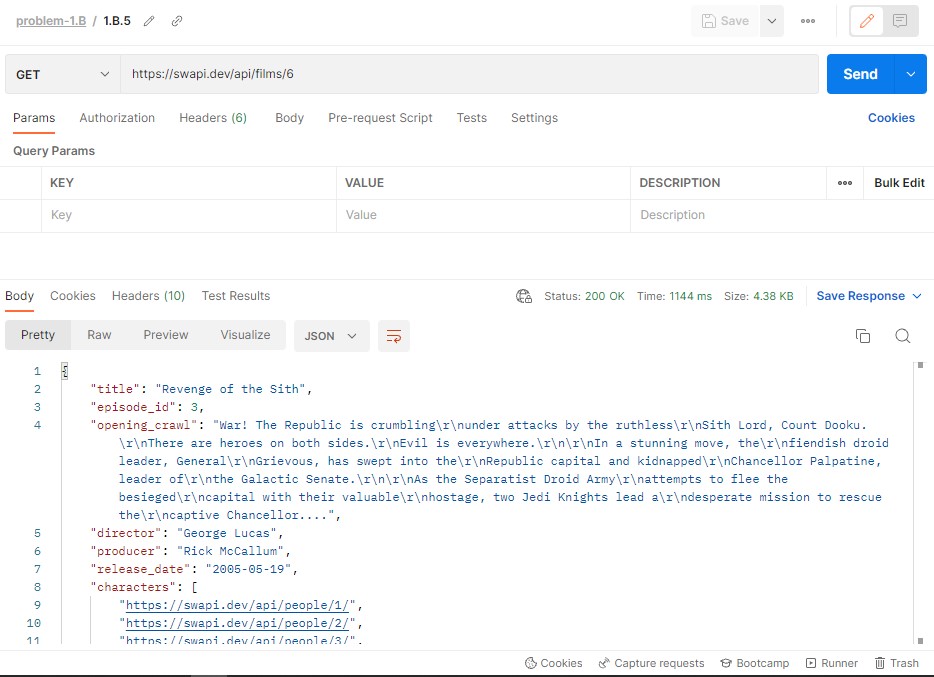 problem-1.B / 1.B.5
Save
GET https://swapi.dev/api/films/6 Send
Params Authorization Headers (6) Body Pre-request Script Tests Settings Cookies
Query Params
KEY VALUE DESCRIPTION Bulk Edit
Key Value Description
Body Cookies Headers (10) Test Results Status: 200 OK Time: 1144 ms Size: 4.38 KB Save Response
Pretty Raw Preview Visualize JSON
1 {
2 "title": "Revenge of the Sith",
3 "episode_id": 3,
4 "opening_crawl": "War! The Republic is crumbling\r\nunder attacks by the ruthless\r\nSith Lord, Count Dooku.
\r\nThere are heroes on both sides.\r\nEvil is everywhere.\r\n\r\nIn a stunning move, the\r\nfiendish droid
leader, General\r\nGrievous, has swept into the\r\nRepublic capital and kidnapped\r\nChancellor Palpatine,
leader of\r\nthe Galactic Senate.\r\n\r\nAs the Separatist Droid Army\r\nattempts to flee the
besieged\r\ncapital with their valuable\r\nhostage, two Jedi Knights lead a\r\ndesperate mission to rescue
the\r\ncaptive Chancellor....",
5 "director": "George Lucas",
6 "producer": "Rick McCallum",
7 "release_date": "2005-05-19",
8 "characters": [
9 "https://swapi.dev/api/people/1/",
10 "https://swapi.dev/api/people/2/",
11 "https://swapi.dev/api/people/3/",
Cookies Capture requests Bootcamp Runner Trash